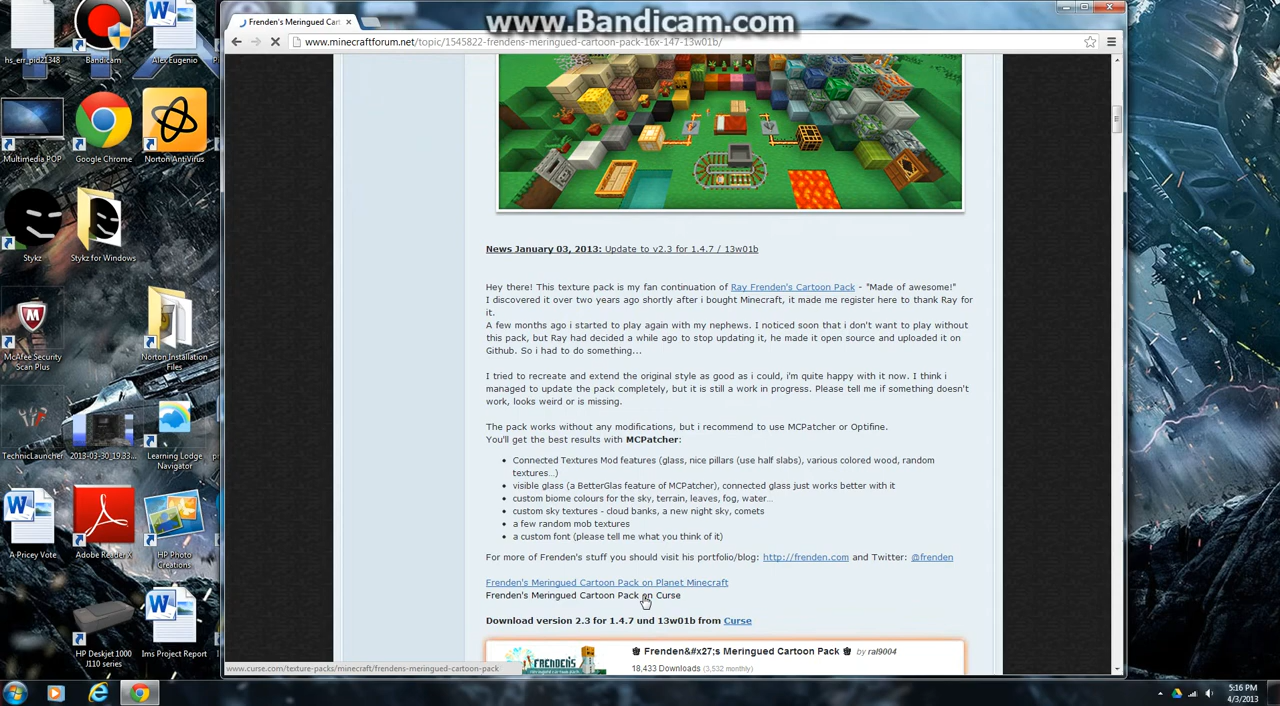 www.Bandicam.com
Frenden's Meringued Car
www.minecraftforum.net/topic/1545822-frendens-meringued-cartoon-pack-16x-147-13w01b/
hs_err_pid21348
Bandicam
Alec Eugenio
Multimedia POP
Google Chrome
Norton AntiVirus
Stykz
Stykz for Windows
McAfee Security Scan Plus
Norton Installation Files
TechnicLauncher
2013-03-30_19.33...
Learning Lodge Navigator
A Pricey Vote
Adobe Reader X
HP Photo Creations
HP Deskjet 1000 J110 series
Ims Project Report
News January 03, 2013: Update to v2.3 for 1.4.7 / 13w01b
Hey there! This texture pack is my fan continuation of Ray Frenden's Cartoon Pack - "Made of awesome!"
I discovered it over two years ago shortly after i bought Minecraft, it made me register here to thank Ray for
it.
A few months ago i started to play again with my nephews. I noticed soon that i don't want to play without
this pack, but Ray had decided a while ago to stop updating it, he made it open source and uploaded it on
Github. So i had to do something...
I tried to recreate and extend the original style as good as i could, i'm quite happy with it now. I think i
managed to update the pack completely, but it is still a work in progress. Please tell me if something doesn't
work, looks weird or is missing.
The pack works without any modifications, but i recommend to use MCPatcher or Optifine.
You'll get the best results with MCPatcher:
Connected Textures Mod features (glass, nice pillars (use half slabs), various colored wood, random
textures...)
visible glass (a BetterGlas feature of MCPatcher), connected glass just works better with it
custom biome colours for the sky, terrain, leaves, fog, water...
custom sky textures - cloud banks, a new night sky, comets
a few random mob textures
a custom font (please tell me what you think of it)
For more of Frenden's stuff you should visit his portfolio/blog: http://frenden.com and Twitter: @frenden
Frenden's Meringued Cartoon Pack on Planet Minecraft
Frenden's Meringued Cartoon Pack on Curse
Download version 2.3 for 1.4.7 und 13w01b from Curse
FRENDEN'S
Frenden&#x27;s Meringued Cartoon Pack by ral9004
18,433 Downloads (3,532 monthly)
www.curse.com/texture-packs/minecraft/frendens-meringued-cartoon-pack
5:16 PM
4/3/2013